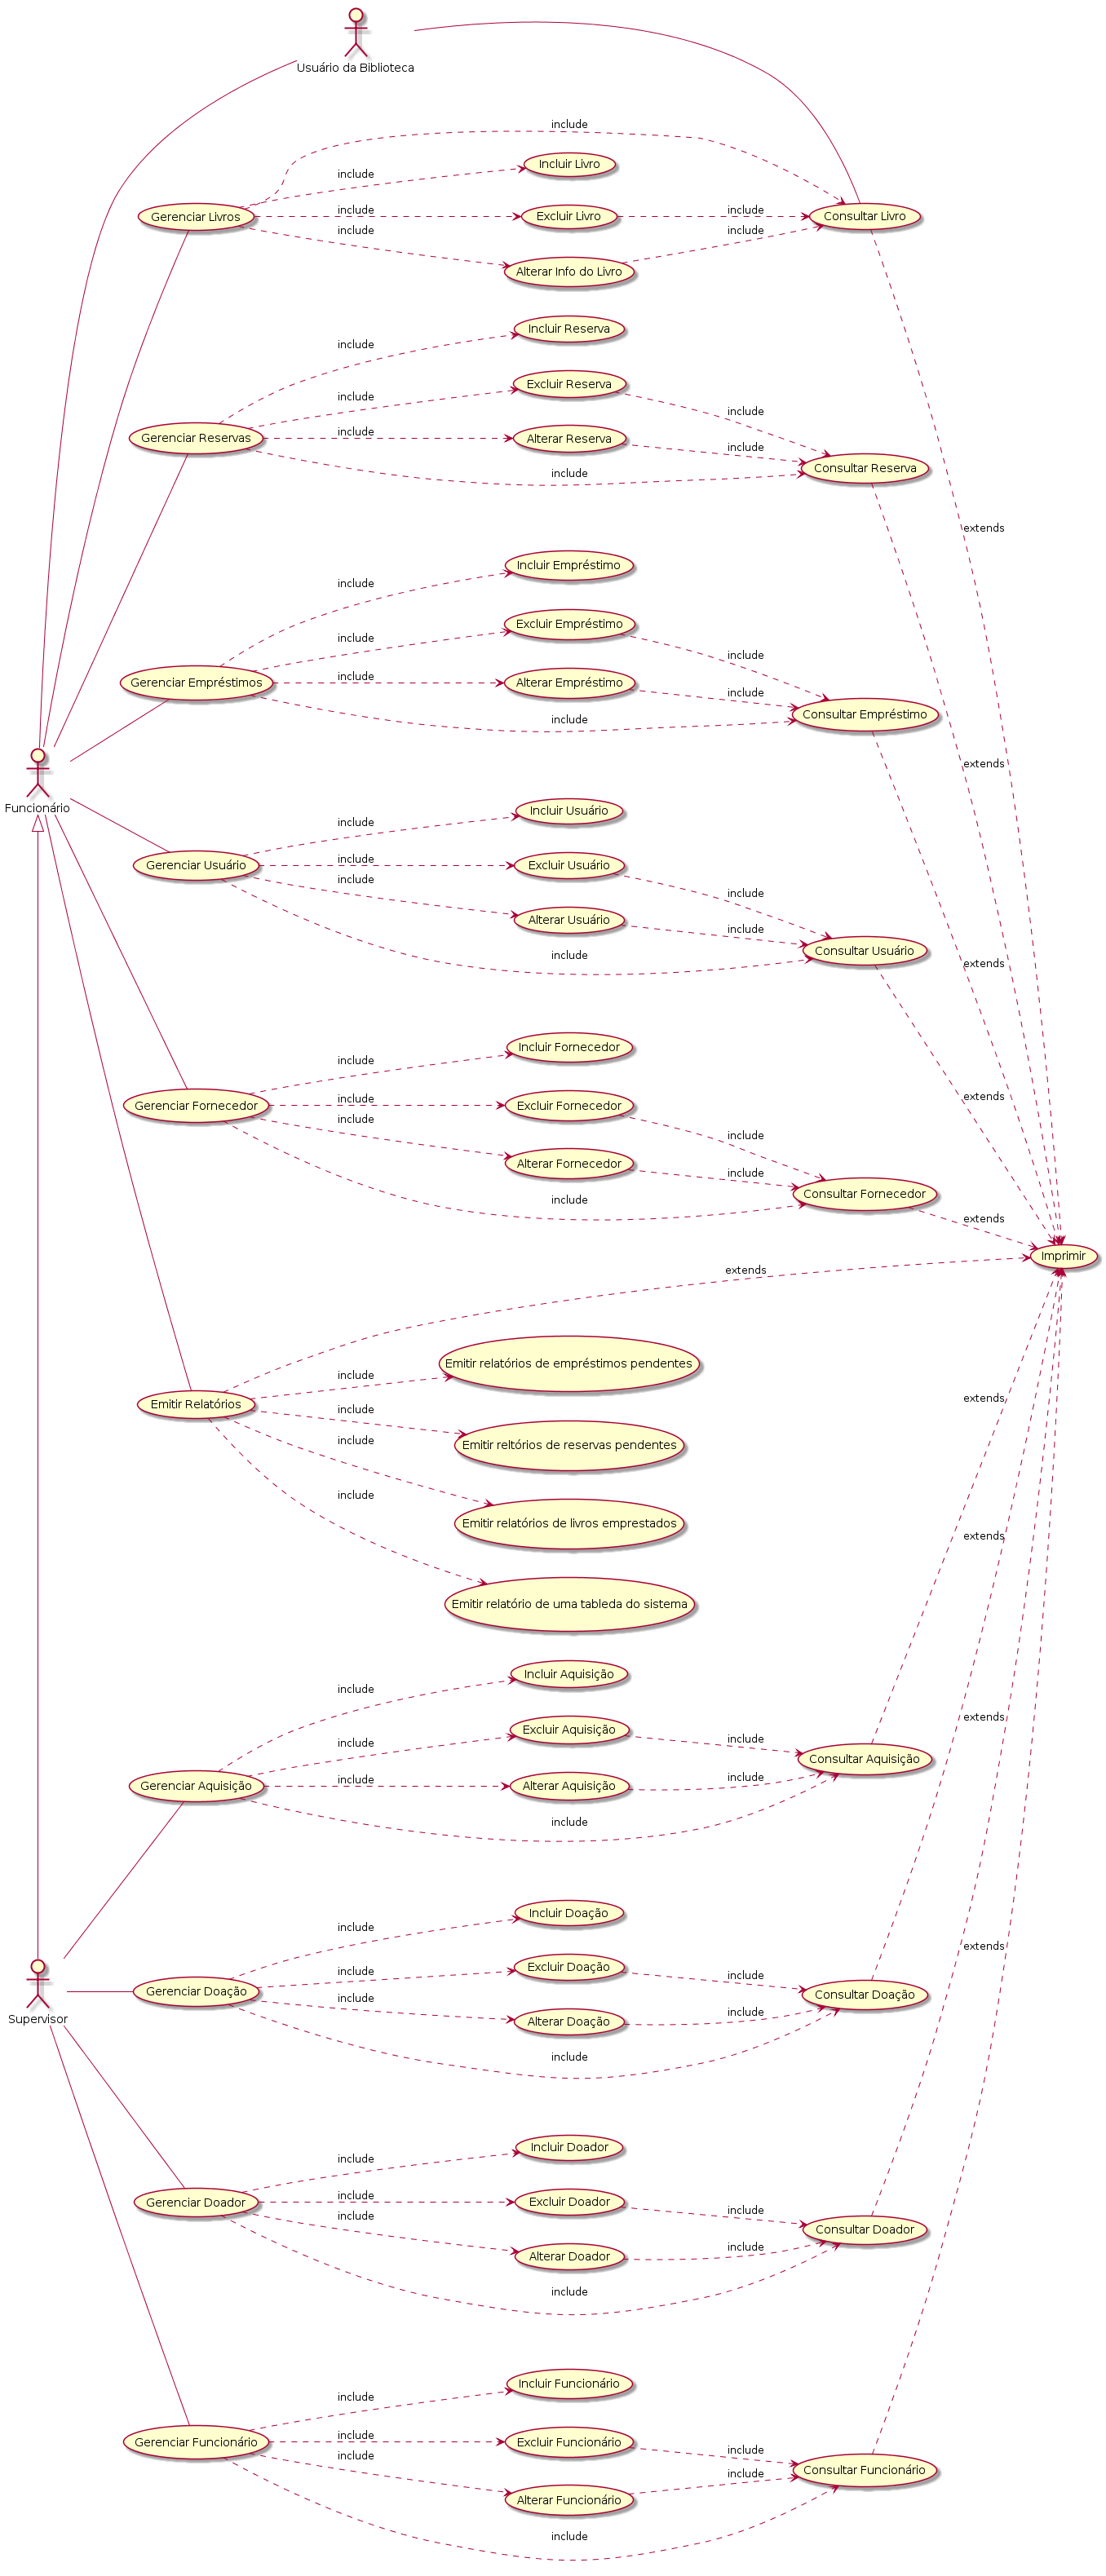 Usuário da Biblioteca
include
Incluir Livro
include
Gerenciar Livros
include
Excluir Livro
include
Consultar Livro
include
include
Alterar Info do Livro
Incluir Reserva
include
Excluir Reserva
include
include
Gerenciar Reservas
include
Alterar Reserva
include
Consultar Reserva
include
extends
Incluir Empréstimo
include
Excluir Empréstimo
include
include
Gerenciar Empréstimos
include
Alterar Empréstimo
include
Consultar Empréstimo
include
extends
Funcionário
Incluir Usuário
include
Gerenciar Usuário
include
Excluir Usuário
include
include
Alterar Usuário
include
Consultar Usuário
include
extends
Incluir Fornecedor
include
extends
Gerenciar Fornecedor
include
Excluir Fornecedor
include
include
Alterar Fornecedor
include
Consultar Fornecedor
include
extends
Imprimir
extends
Emitir relatórios de empréstimos pendentes
include
Emitir Relatórios
include
extends
Emitir reltórios de reservas pendentes
include
include
Emitir relatórios de livros emprestados
extends
Emitir relatório de uma tableda do sistema
Incluir Aquisição
include
extends
Excluir Aquisição
include
include
Consultar Aquisição
Gerenciar Aquisição
include
Alterar Aquisição
include
include
Incluir Doação
include
extends
Excluir Doação
include
include
Gerenciar Doação
Consultar Doação
include
Alterar Doação
include
Supervisor
include
Incluir Doador
include
Gerenciar Doador
include
Excluir Doador
include
include
Consultar Doador
include
Alterar Doador
include
Incluir Funcionário
include
Gerenciar Funcionário
include
Excluir Funcionário
include
include
Consultar Funcionário
include
Alterar Funcionário
include